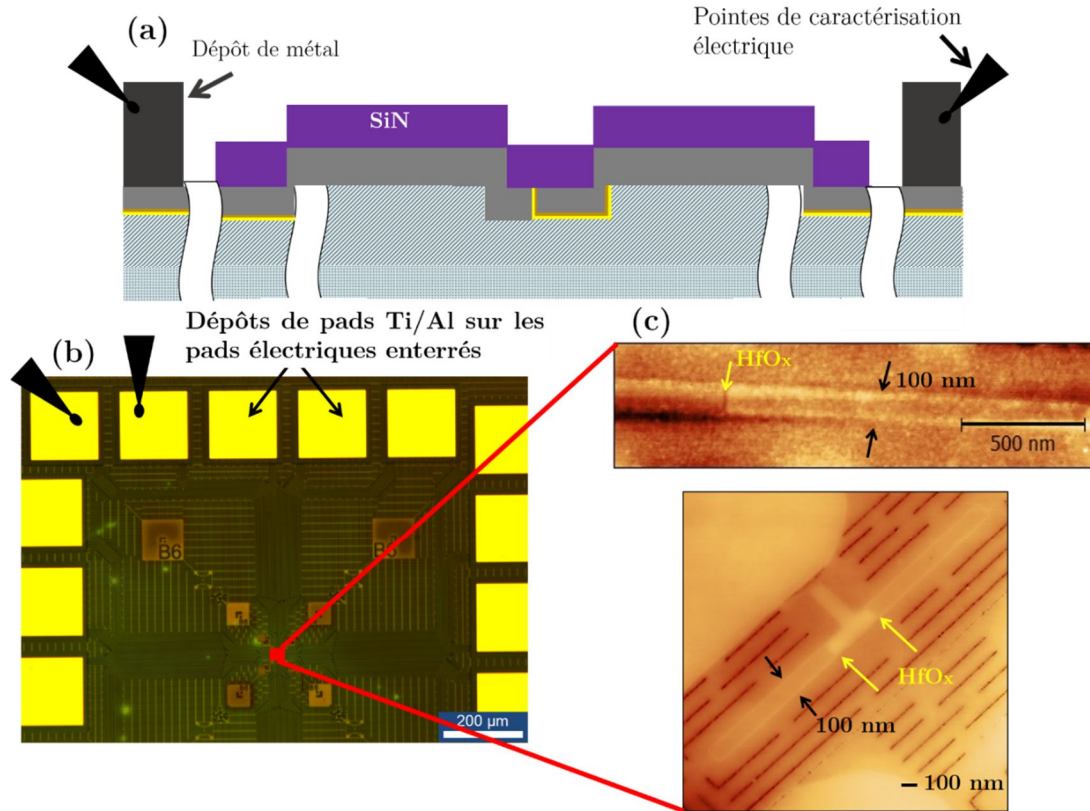 (a)
Dépôt de métal
Pointes de caractérisation
électrique
SiN
Dépôts de pads Ti/Al sur les
pads électriques enterrés
(b)
B6
200 µm
(c)
HfOx
100 nm
500 nm
HfOx
100 nm
100 nm